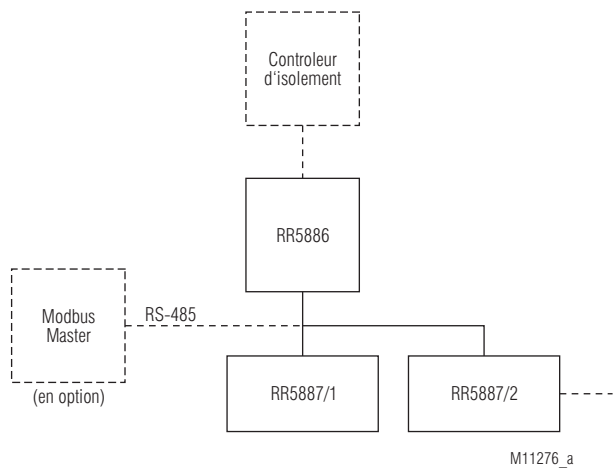 Controleur
d‘isolement
RR5886
Modbus
Master
RS-485
(en option)
RR5887/1
RR5887/2
M11276_a